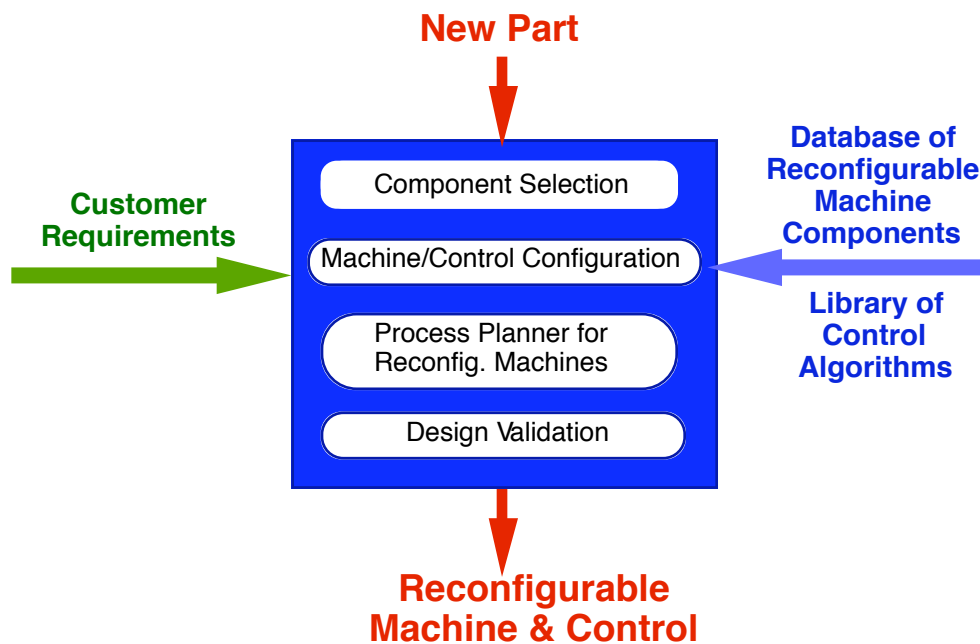 New Part
Component Selection
Customer
Requirements
Machine/Control Configuration
Process Planner for
Reconfig. Machines
Design Validation
Database of
Reconfigurable
Machine
Components
Library of
Control
Algorithms
Reconfigurable
Machine & Control